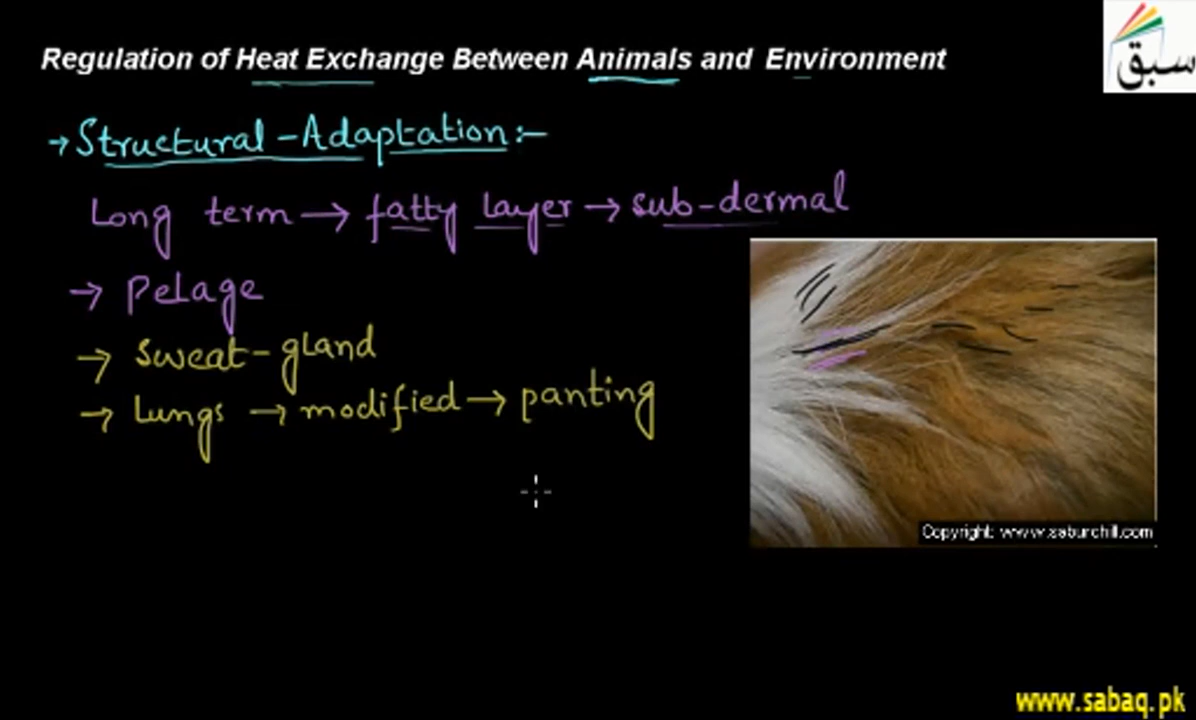 Regulation of Heat Exchange Between Animals and Environment
سبق
→ Structural - Adaptation :-
Long term → fatty layer → sub-dermal
→ Pelage
→ Sweat-gland
→ Lungs → modified → panting
Copyright: www.saburchill.com
www.sabaq.pk